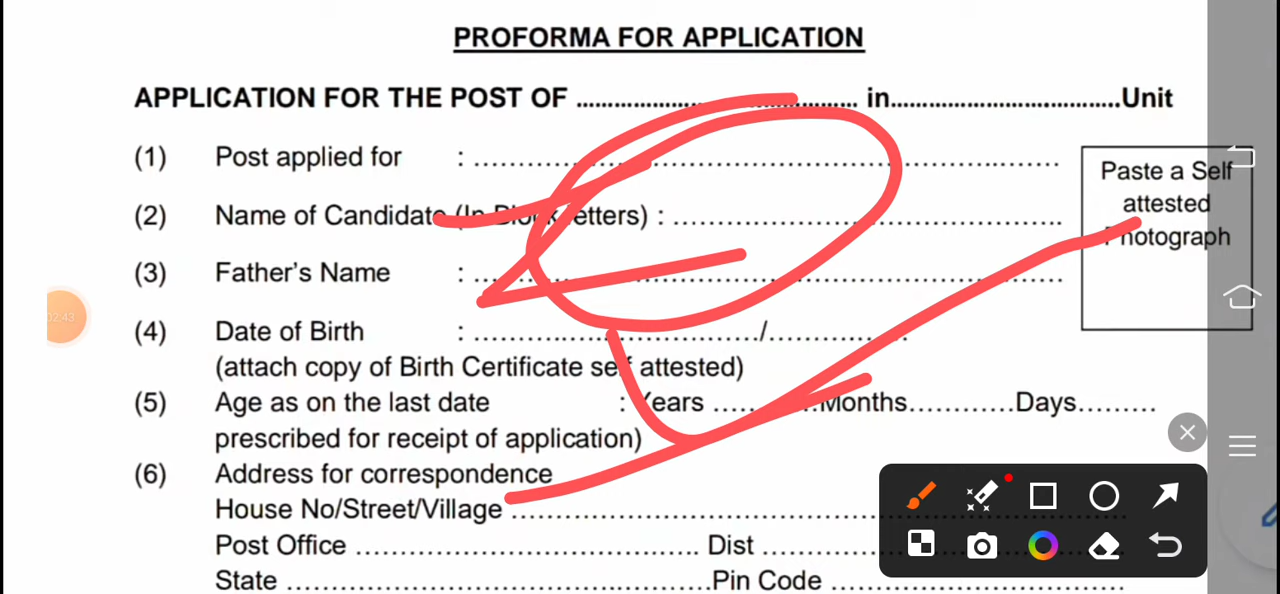 PROFORMA FOR APPLICATION
APPLICATION FOR THE POST OF ........................................... in....................................Unit
(1) Post applied for : ....................................................................
Paste a Self
attested
Photograph
(2) Name of Candidate (In Block letters) : .............................................
(3) Father's Name : ....................................................................
(4) Date of Birth : ................................./.................
(attach copy of Birth Certificate self attested)
(5) Age as on the last date : Years ............Months............Days.........
prescribed for receipt of application)
(6) Address for correspondence
House No/Street/Village ....................................................................
Post Office ....................................... Dist ......................................
State ................................................Pin Code ................................
02:43